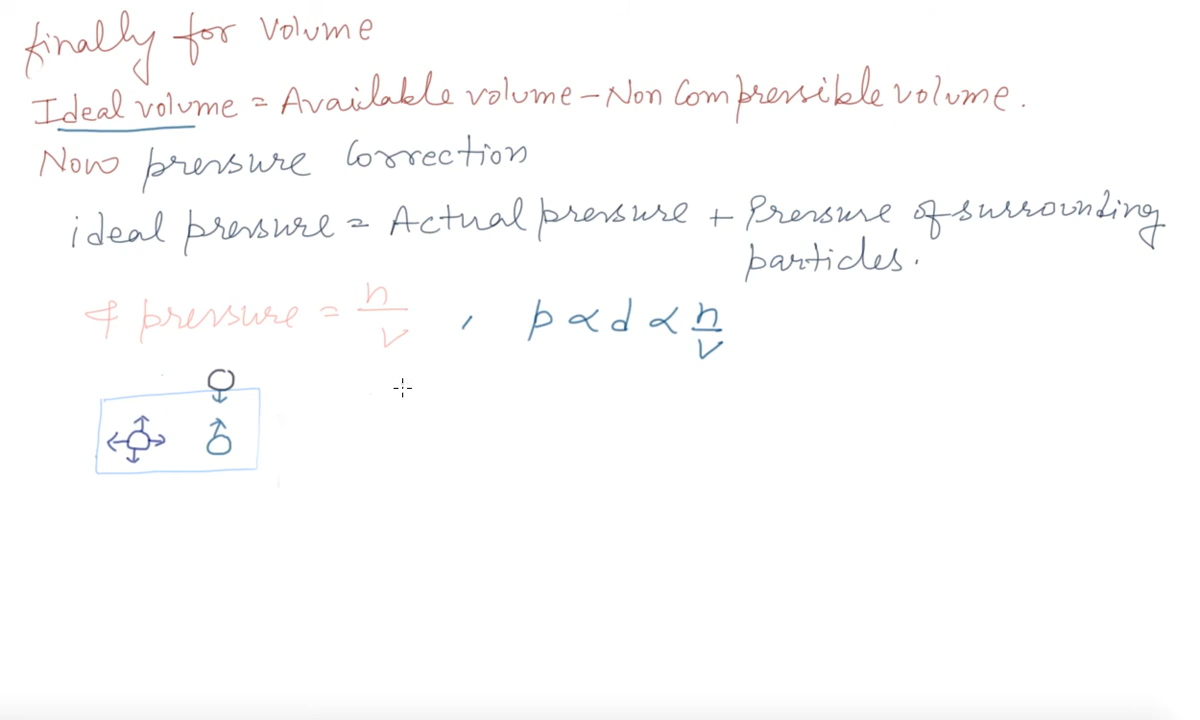 finally for Volume
Ideal volume = Available volume - Non Compressible volume.
Now pressure Correction
ideal pressure = Actual pressure + Pressure of surrounding
particles.
& pressure = n/v , p ∝ d ∝ n/v